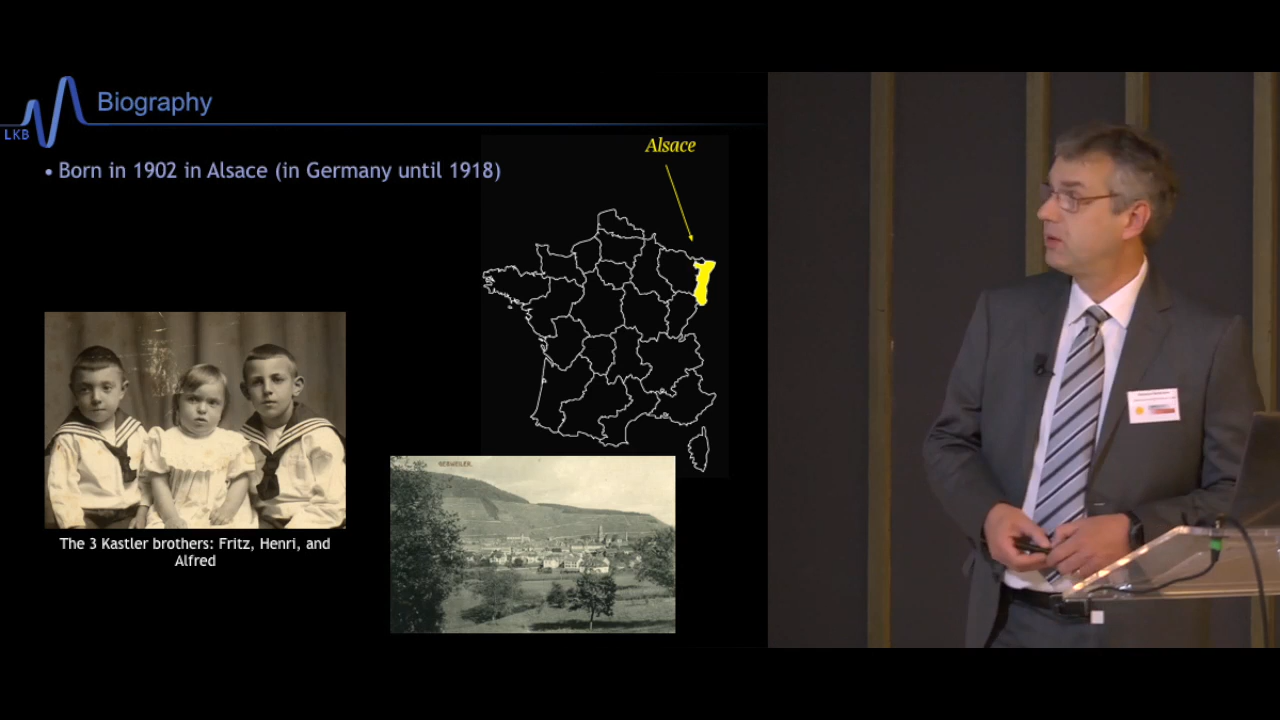 Biography
LKB
• Born in 1902 in Alsace (in Germany until 1918)
Alsace
The 3 Kastler brothers: Fritz, Henri, and
Alfred